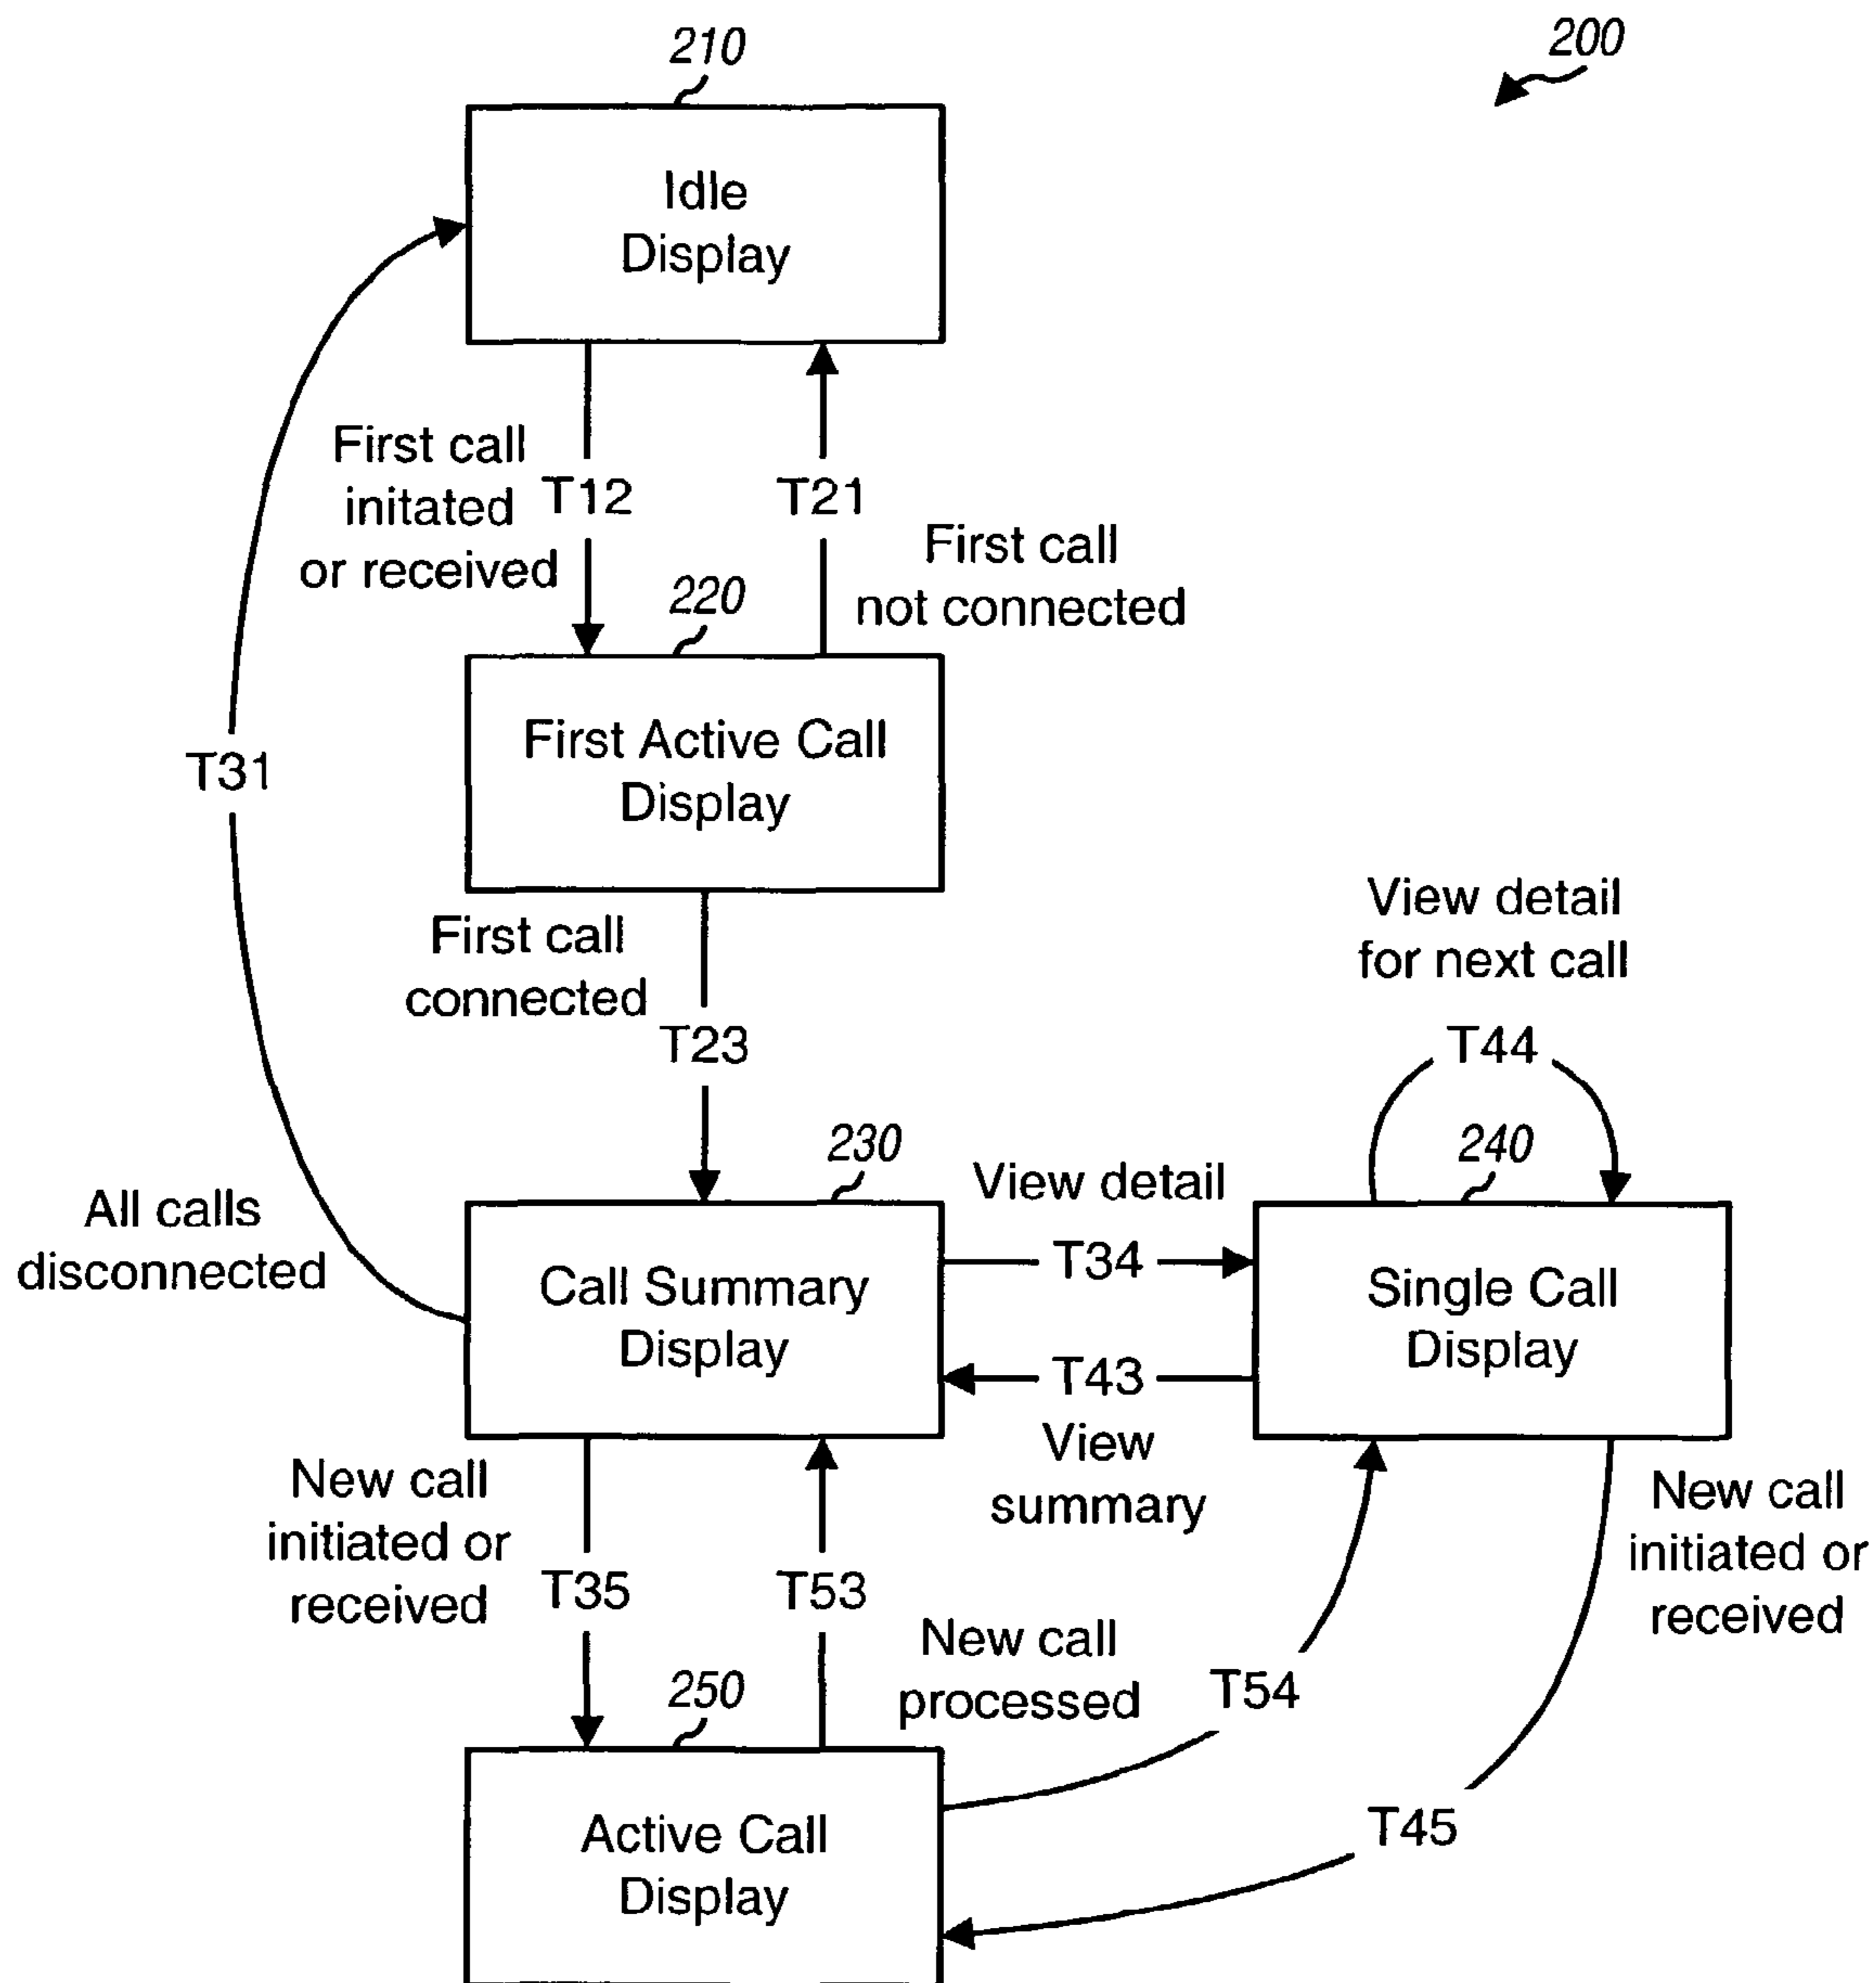 210
200
Idle
Display
First call
initated
or received
T12
T21
First call
not connected
220
First Active Call
Display
T31
First call
connected
T23
View detail
for next call
T44
230
240
All calls
disconnected
View detail
T34
Call Summary
Display
Single Call
Display
T43
View
summary
New call
initiated or
received
T35
T53
New call
initiated or
received
New call
processed
T54
250
Active Call
Display
T45